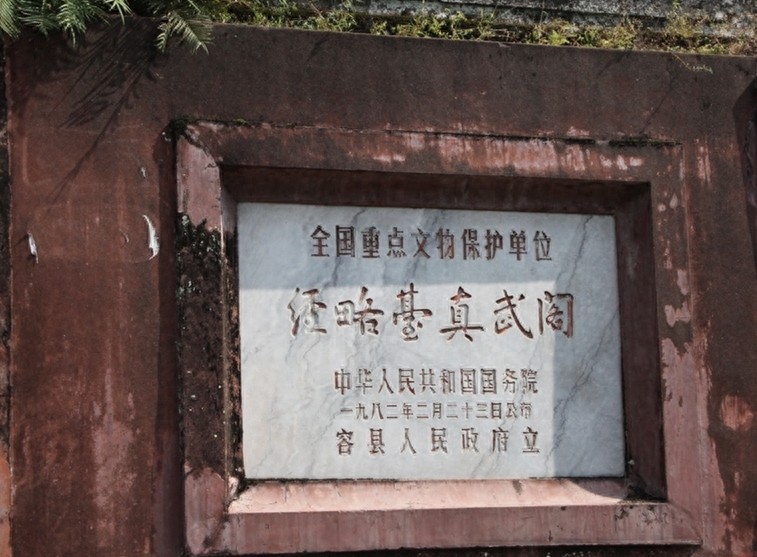 全国重点文物保护单位
经略臺真武阁
中华人民共和国国务院
一九八二年二月二十三日公布
容县人民政府立